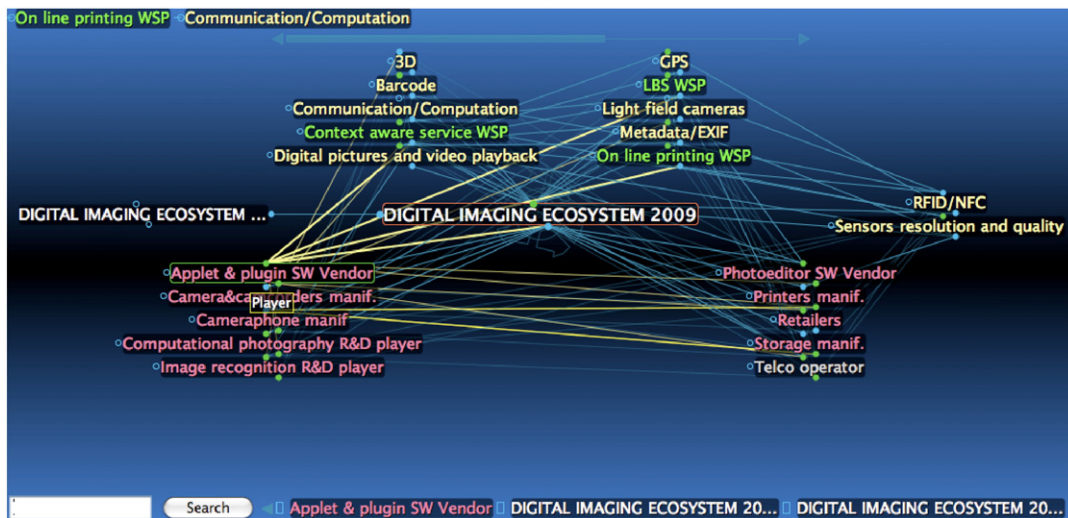 On line printing WSP Communication/Computation
3D
GPS
Barcode
LBS WSP
Communication/Computation
Light field cameras
Context aware service WSP
Metadata/EXIF
Digital pictures and video playback
On line printing WSP
RFID/NFC
DIGITAL IMAGING ECOSYSTEM ...
DIGITAL IMAGING ECOSYSTEM 2009
Sensors resolution and quality
Applet & plugin SW Vendor
Photoeditor SW Vendor
Camera& manif.
Printers manif.
Player
Cameraphone manif
Retailers
Computational photography R&D player
Storage manif.
Image recognition R&D player
Telco operator
Search Applet & plugin SW Vendor DIGITAL IMAGING ECOSYSTEM 20... DIGITAL IMAGING ECOSYSTEM 20...